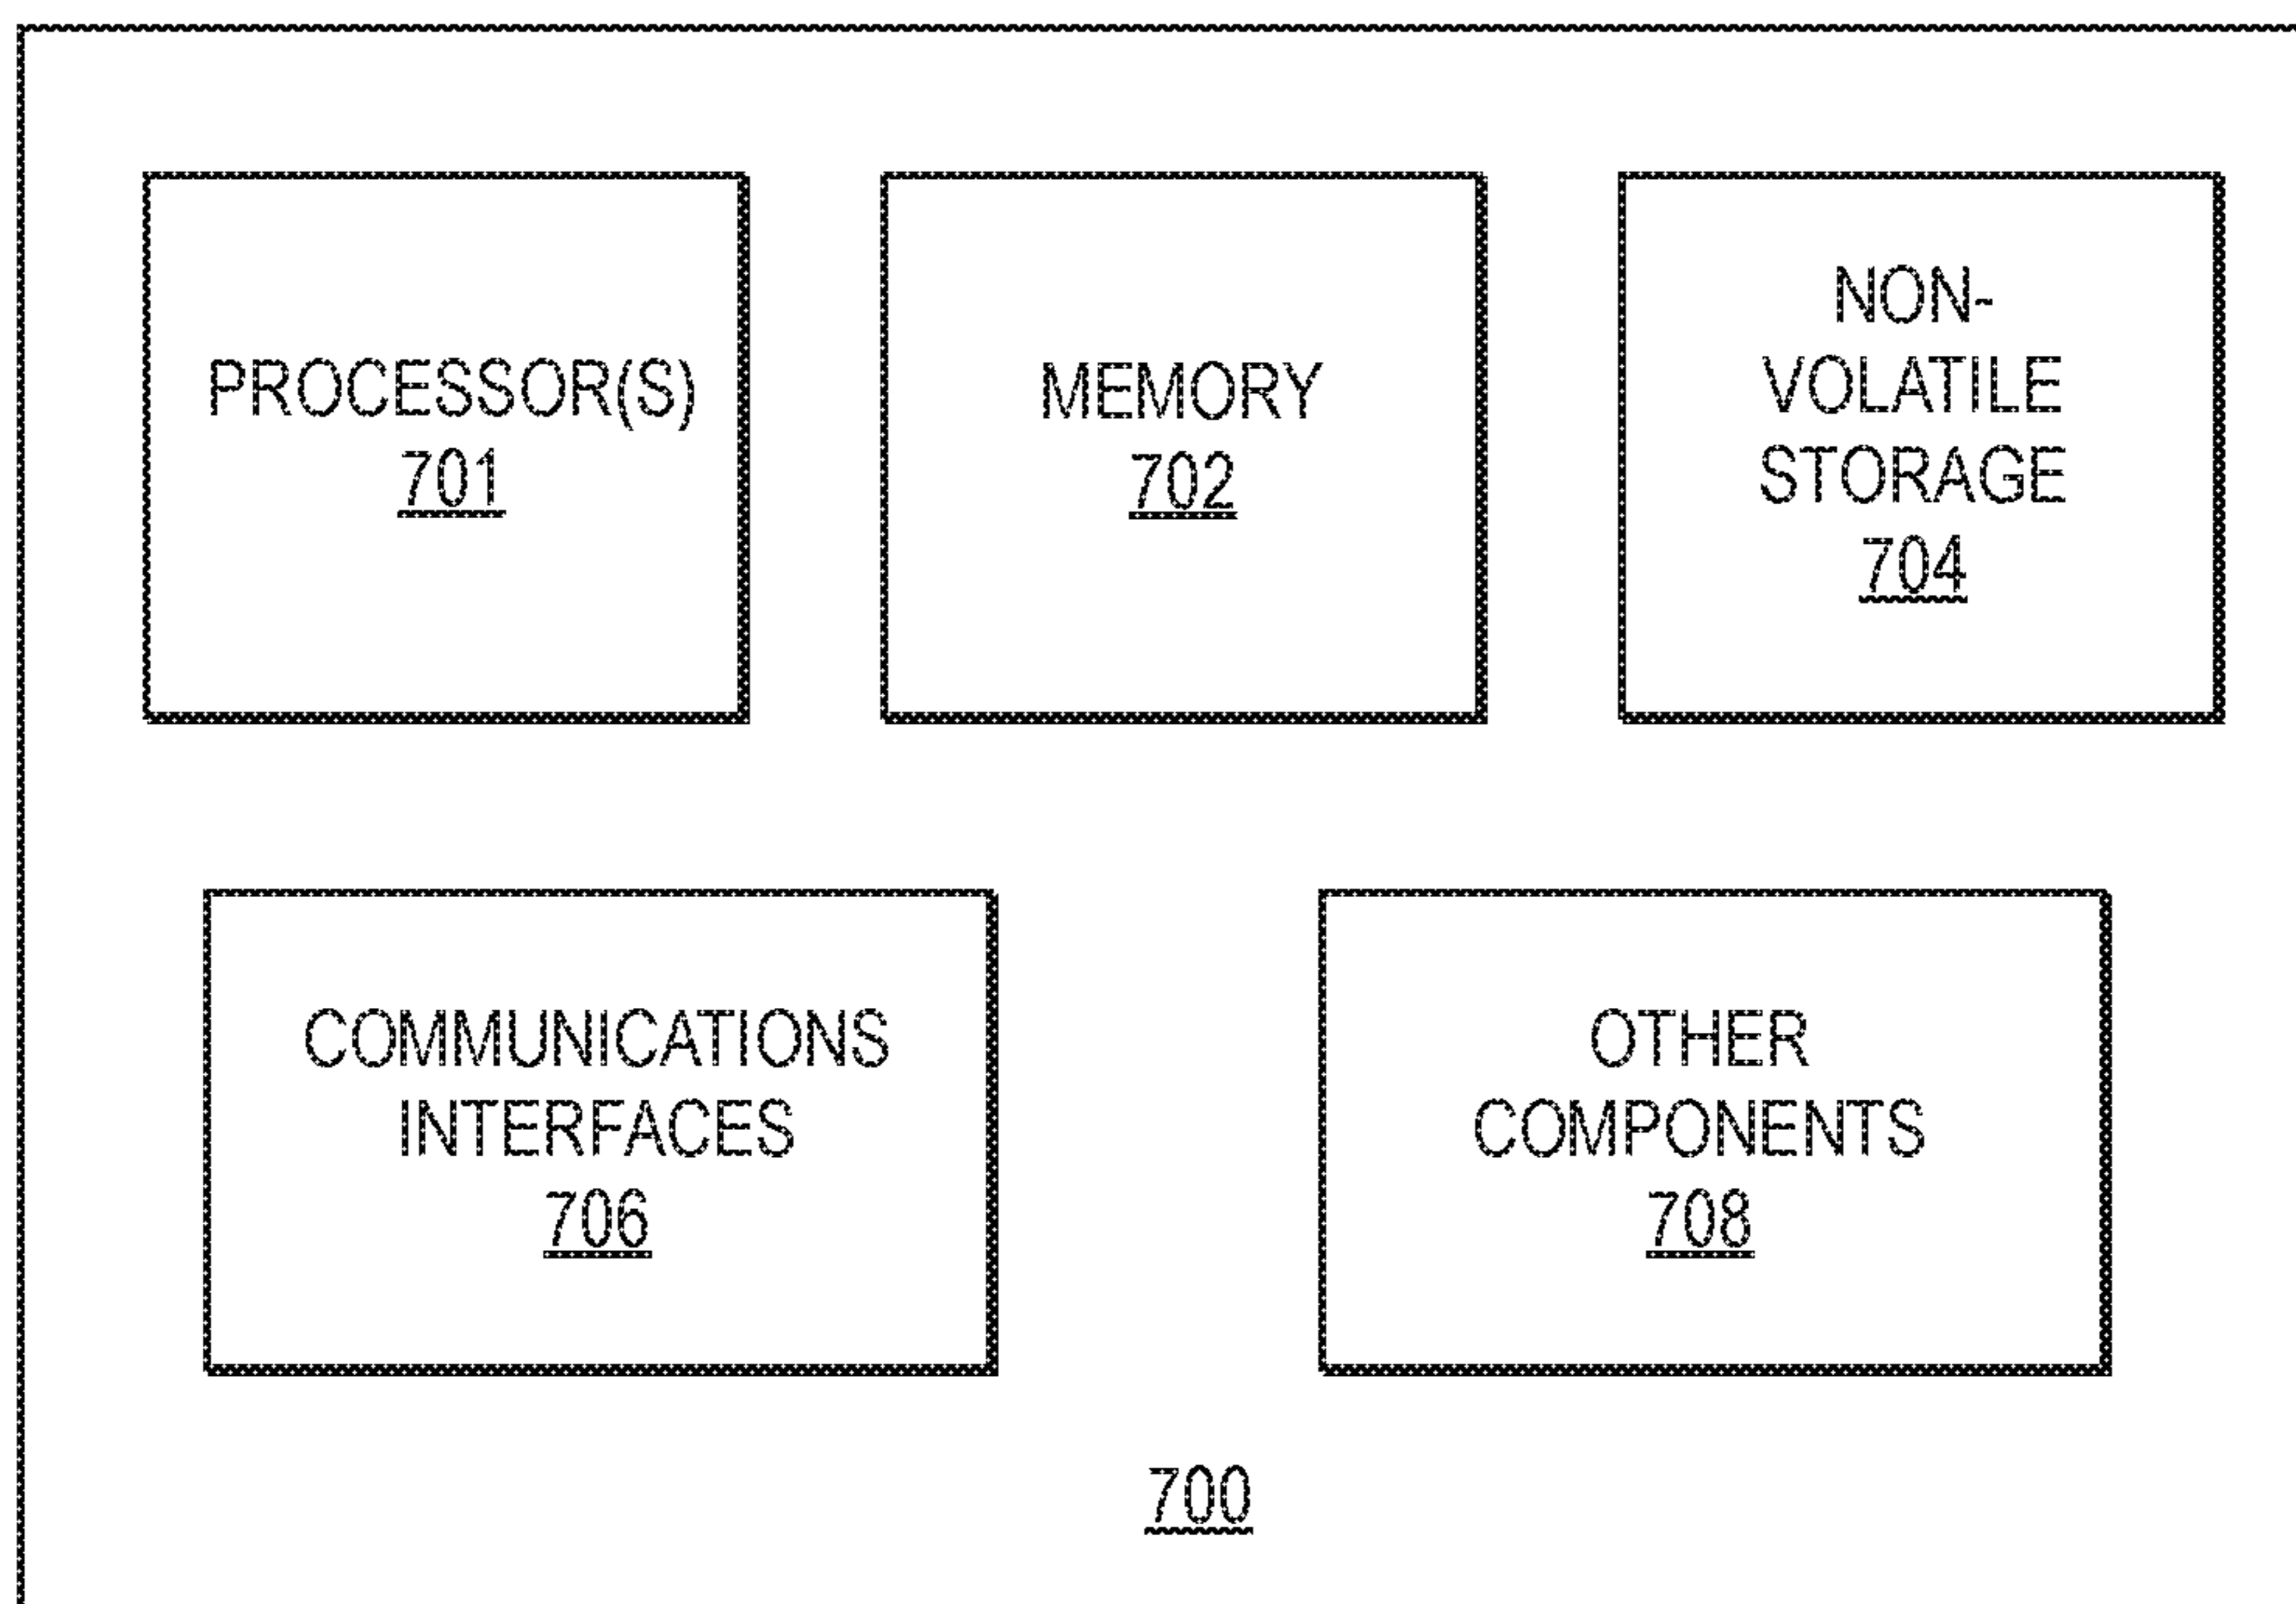 PROCESSOR(S)
701
MEMORY
702
NON-
VOLATILE
STORAGE
704
COMMUNICATIONS
INTERFACES
706
OTHER
COMPONENTS
708
700